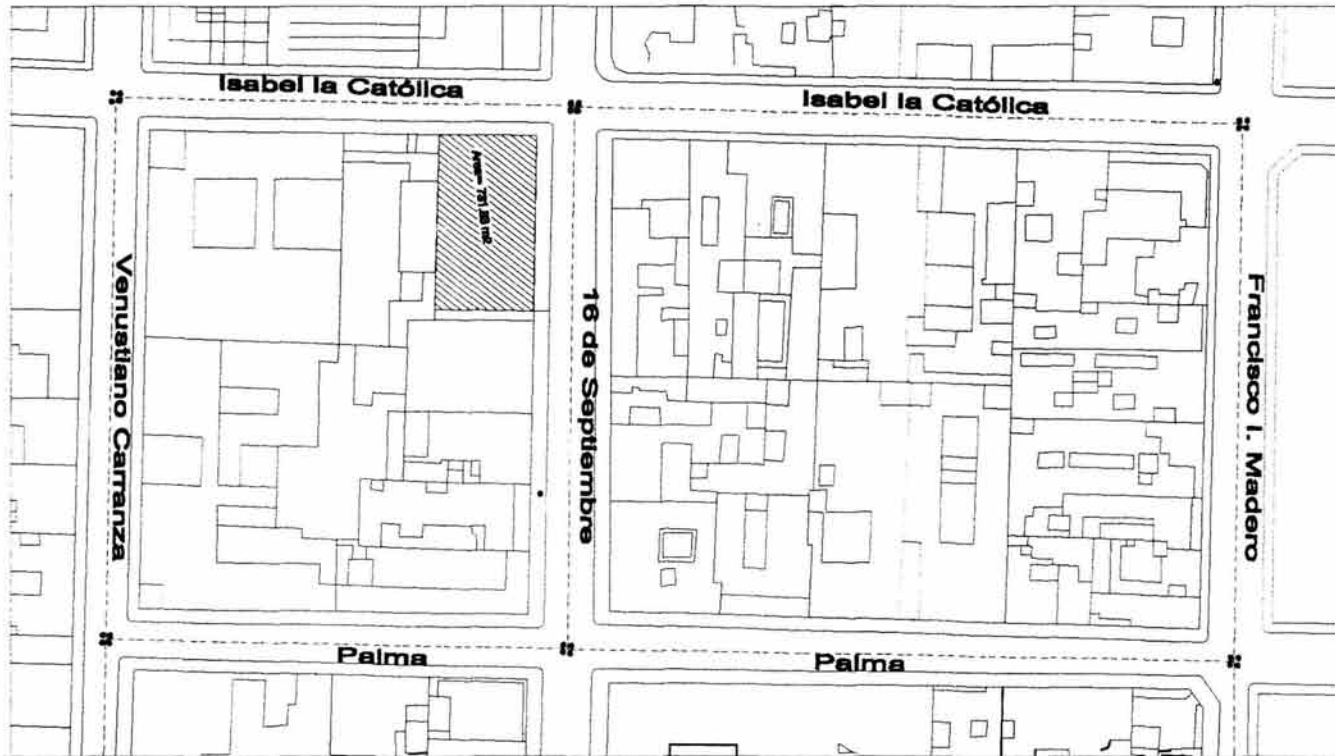 Isabel la Católica
Isabel la Católica
Venustiano Carranza
16 de Septiembre
Francisco I. Madero
Palma
Palma